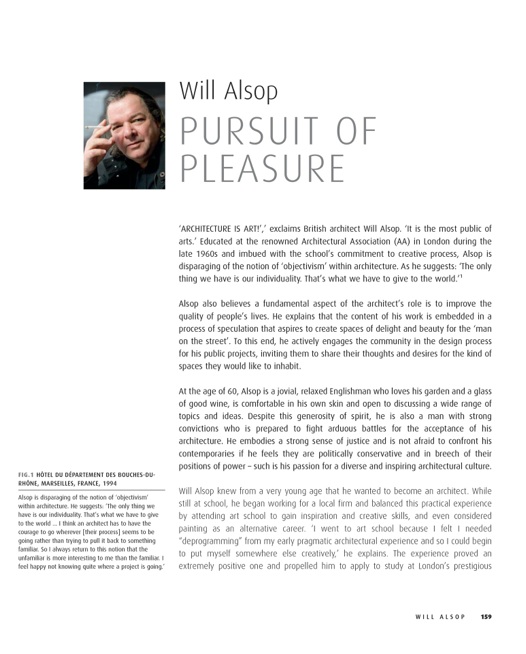 Will Alsop
PURSUIT OF
PLEASURE
‘ARCHITECTURE IS ART!’,’ exclaims British architect Will Alsop. ‘It is the most public of
arts.’ Educated at the renowned Architectural Association (AA) in London during the
late 1960s and imbued with the school’s commitment to creative process, Alsop is
disparaging of the notion of ‘objectivism’ within architecture. As he suggests: ‘The only
thing we have is our individuality. That’s what we have to give to the world.’¹
Alsop also believes a fundamental aspect of the architect’s role is to improve the
quality of people’s lives. He explains that the content of his work is embedded in a
process of speculation that aspires to create spaces of delight and beauty for the ‘man
on the street’. To this end, he actively engages the community in the design process
for his public projects, inviting them to share their thoughts and desires for the kind of
spaces they would like to inhabit.
At the age of 60, Alsop is a jovial, relaxed Englishman who loves his garden and a glass
of good wine, is comfortable in his own skin and open to discussing a wide range of
topics and ideas. Despite this generosity of spirit, he is also a man with strong
convictions who is prepared to fight arduous battles for the acceptance of his
architecture. He embodies a strong sense of justice and is not afraid to confront his
contemporaries if he feels they are politically conservative and in breech of their
positions of power – such is his passion for a diverse and inspiring architectural culture.
Will Alsop knew from a very young age that he wanted to become an architect. While
still at school, he began working for a local firm and balanced this practical experience
by attending art school to gain inspiration and creative skills, and even considered
painting as an alternative career. ‘I went to art school because I felt I needed
“deprogramming” from my early pragmatic architectural experience and so I could begin
to put myself somewhere else creatively,’ he explains. The experience proved an
extremely positive one and propelled him to apply to study at London’s prestigious
FIG.1 HÔTEL DU DÉPARTEMENT DES BOUCHES-DU-
RHÔNE, MARSEILLES, FRANCE, 1994
Alsop is disparaging of the notion of ‘objectivism’
within architecture. He suggests: ‘The only thing we
have is our individuality. That’s what we have to give
to the world ... I think an architect has to have the
courage to go wherever [their process] seems to be
going rather than trying to pull it back to something
familiar. So I always return to this notion that the
unfamiliar is more interesting to me than the familiar. I
feel happy not knowing quite where a project is going.’
WILL ALSOP 159